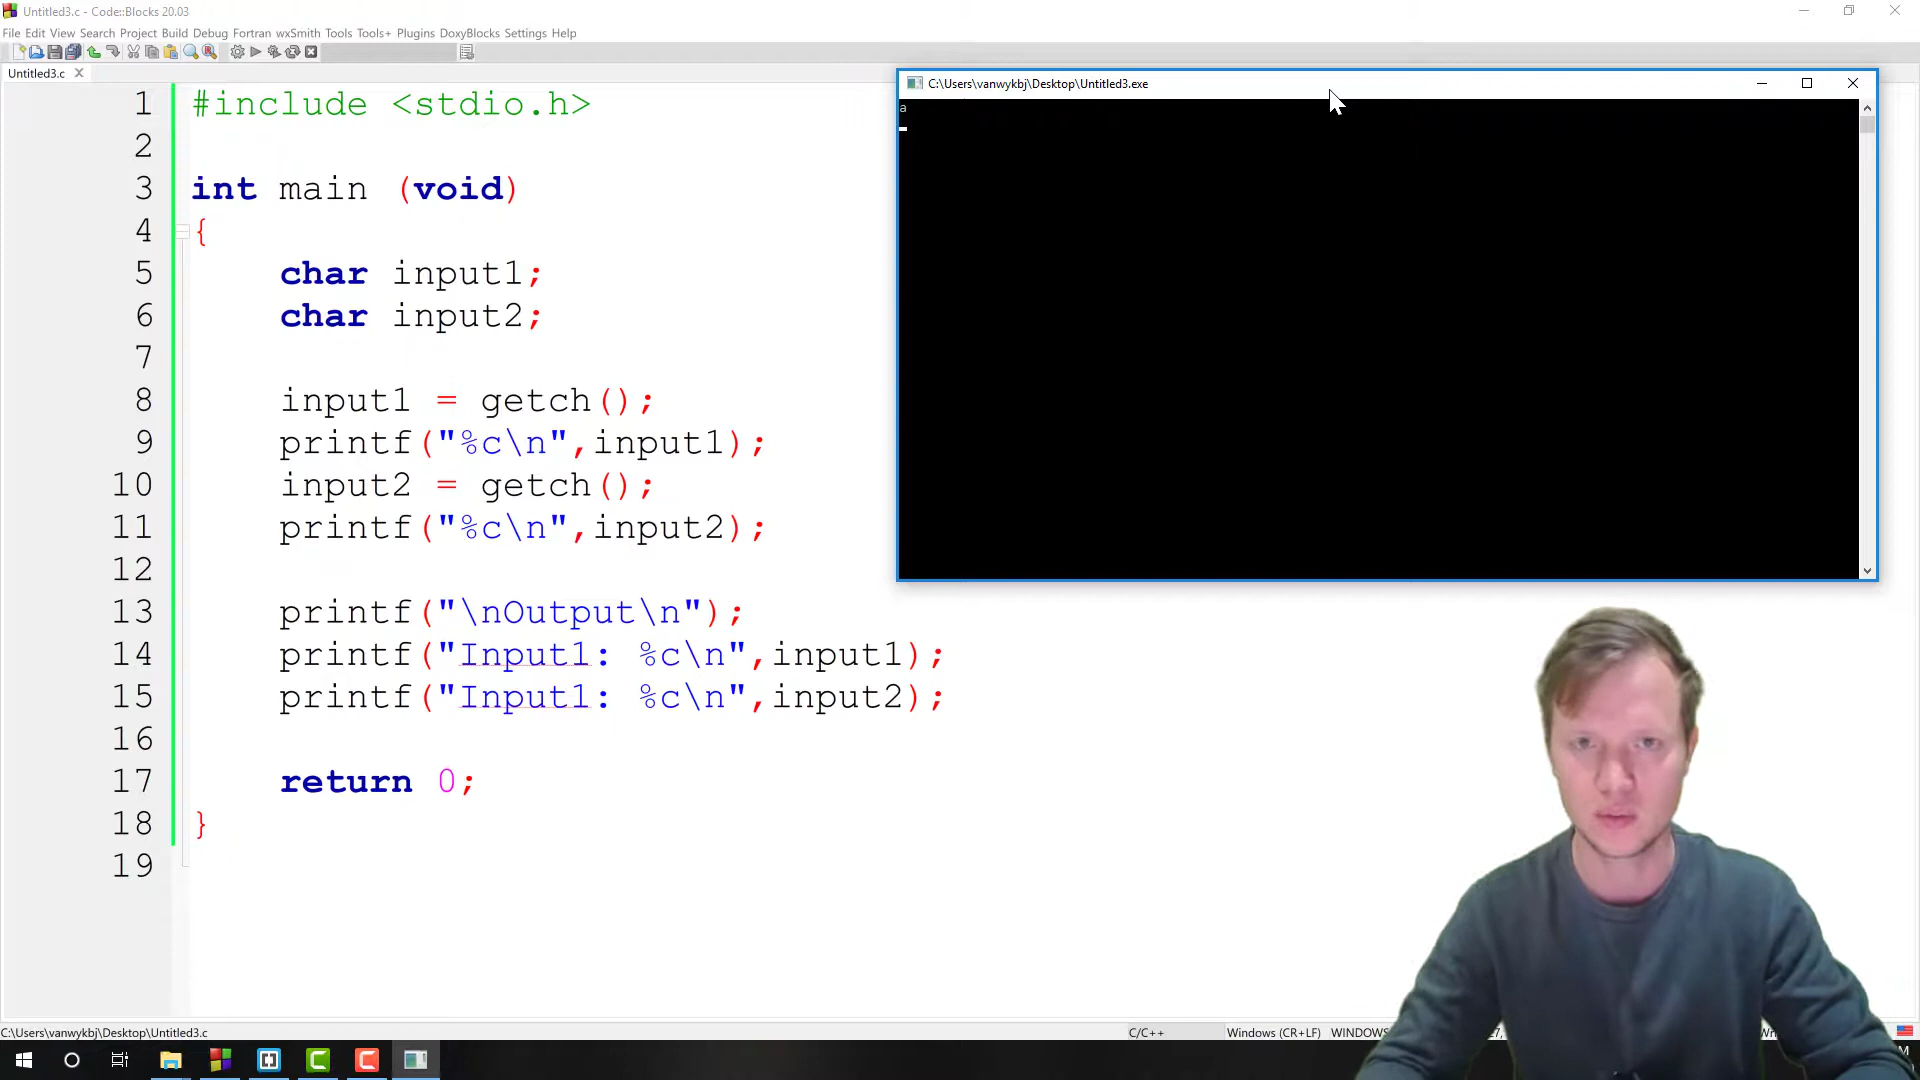 Untitled3.c - Code::Blocks 20.03
File Edit View Search Project Build Debug Fortran wxSmith Tools Tools+ Plugins DoxyBlocks Settings Help
Untitled3.c
C:\Users\vanwykbj\Desktop\Untitled3.exe
a
1 #include <stdio.h>
2
3 int main (void)
4 {
5 char input1;
6 char input2;
7
8 input1 = getch();
9 printf("%c\n",input1);
10 input2 = getch();
11 printf("%c\n",input2);
12
13 printf("\nOutput\n");
14 printf("Input1: %c\n",input1);
15 printf("Input1: %c\n",input2);
16
17 return 0;
18 }
19
C:\Users\vanwykbj\Desktop\Untitled3.c C/C++ Windows (CR+LF)